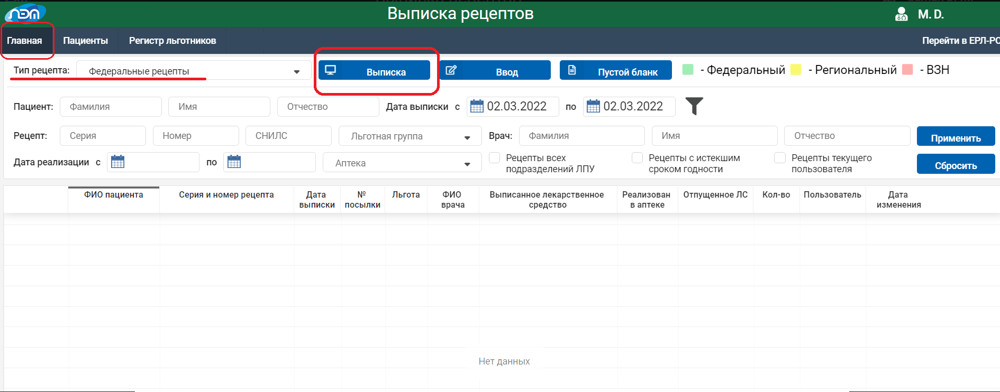 Выписка рецептов
M. D.
Главная Пациенты Регистр льготников Перейти в ЕРЛ-РС
Тип рецепта: Федеральные рецепты Выписка Ввод Пустой бланк - Федеральный - Региональный - ВЗН
Пациент: Фамилия Имя Отчество Дата выписки с 02.03.2022 по 02.03.2022
Рецепт: Серия Номер СНИЛС Льготная группа Врач: Фамилия Имя Отчество Применить
Дата реализации с по Аптека Рецепты всех подразделений ЛПУ Рецепты с истекшим сроком годности Рецепты текущего пользователя Сбросить
ФИО пациента Серия и номер рецепта Дата выписки № посылки Льгота ФИО врача Выписанное лекарственное средство Реализован в аптеке Отпущенное ЛС Кол-во Пользователь Дата изменения
Нет данных